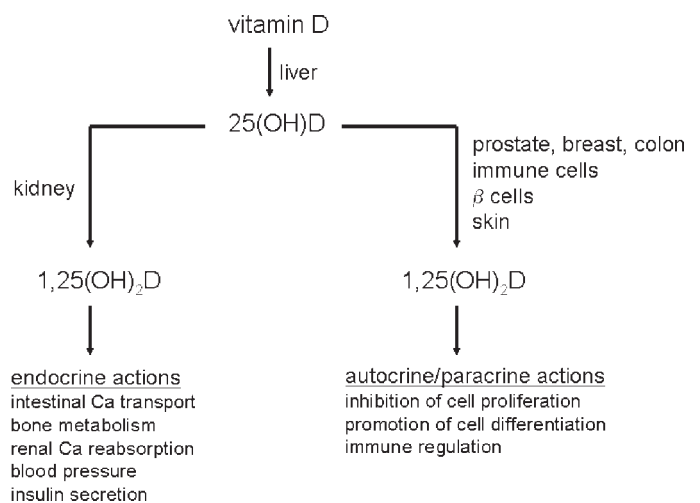 vitamin D
liver
25(OH)D
kidney
prostate, breast, colon
immune cells
β cells
skin
1,25(OH)₂D
1,25(OH)₂D
endocrine actions
intestinal Ca transport
bone metabolism
renal Ca reabsorption
blood pressure
insulin secretion
autocrine/paracrine actions
inhibition of cell proliferation
promotion of cell differentiation
immune regulation